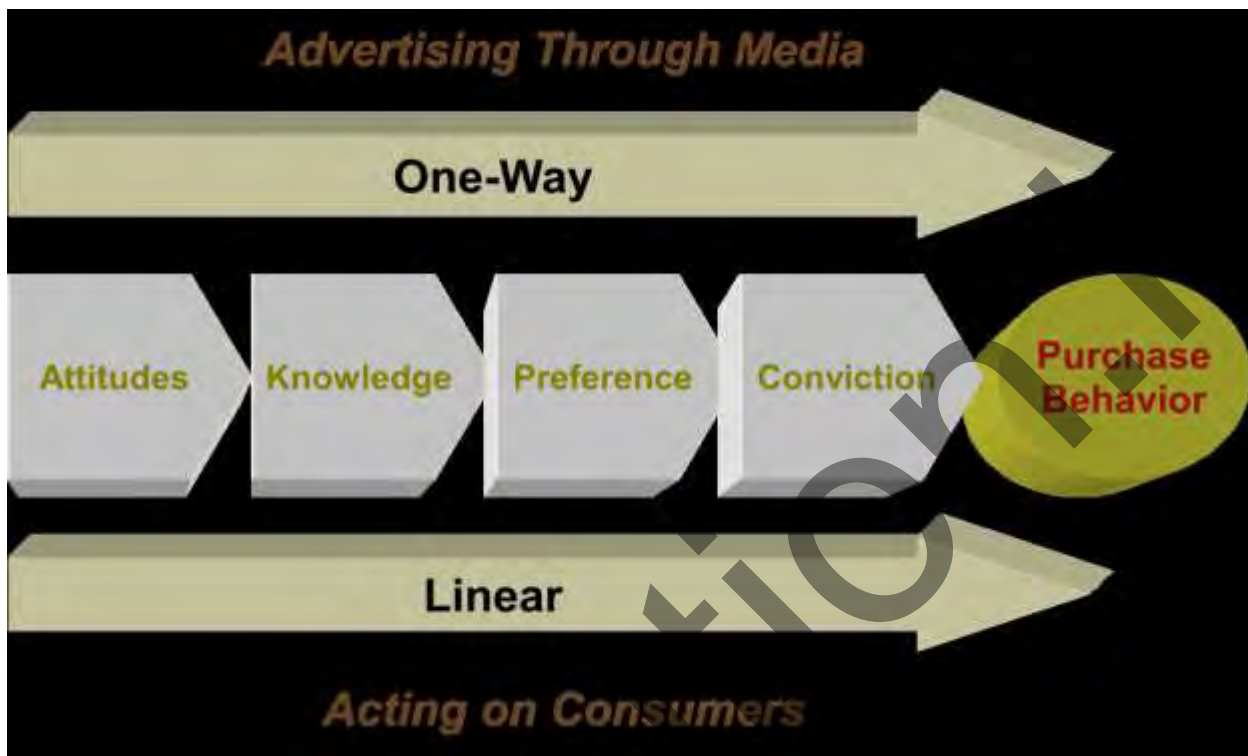 Advertising Through Media
One-Way
Attitudes
Knowledge
Preference
Conviction
Purchase
Behavior
Linear
Acting on Consumers